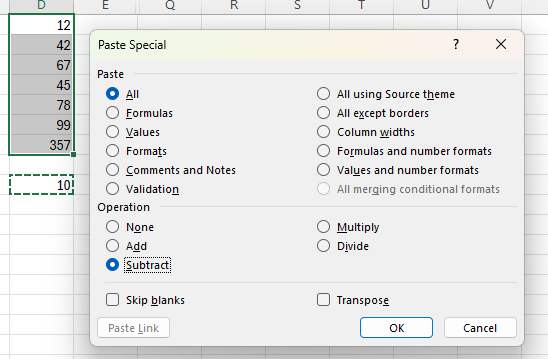 D E Q R S T U V
12
42
67
45
78
99
357
10
Paste Special ? ×
Paste
All All using Source theme
Formulas All except borders
Values Column widths
Formats Formulas and number formats
Comments and Notes Values and number formats
Validation All merging conditional formats
Operation
None Multiply
Add Divide
Subtract
Skip blanks Transpose
Paste Link OK Cancel